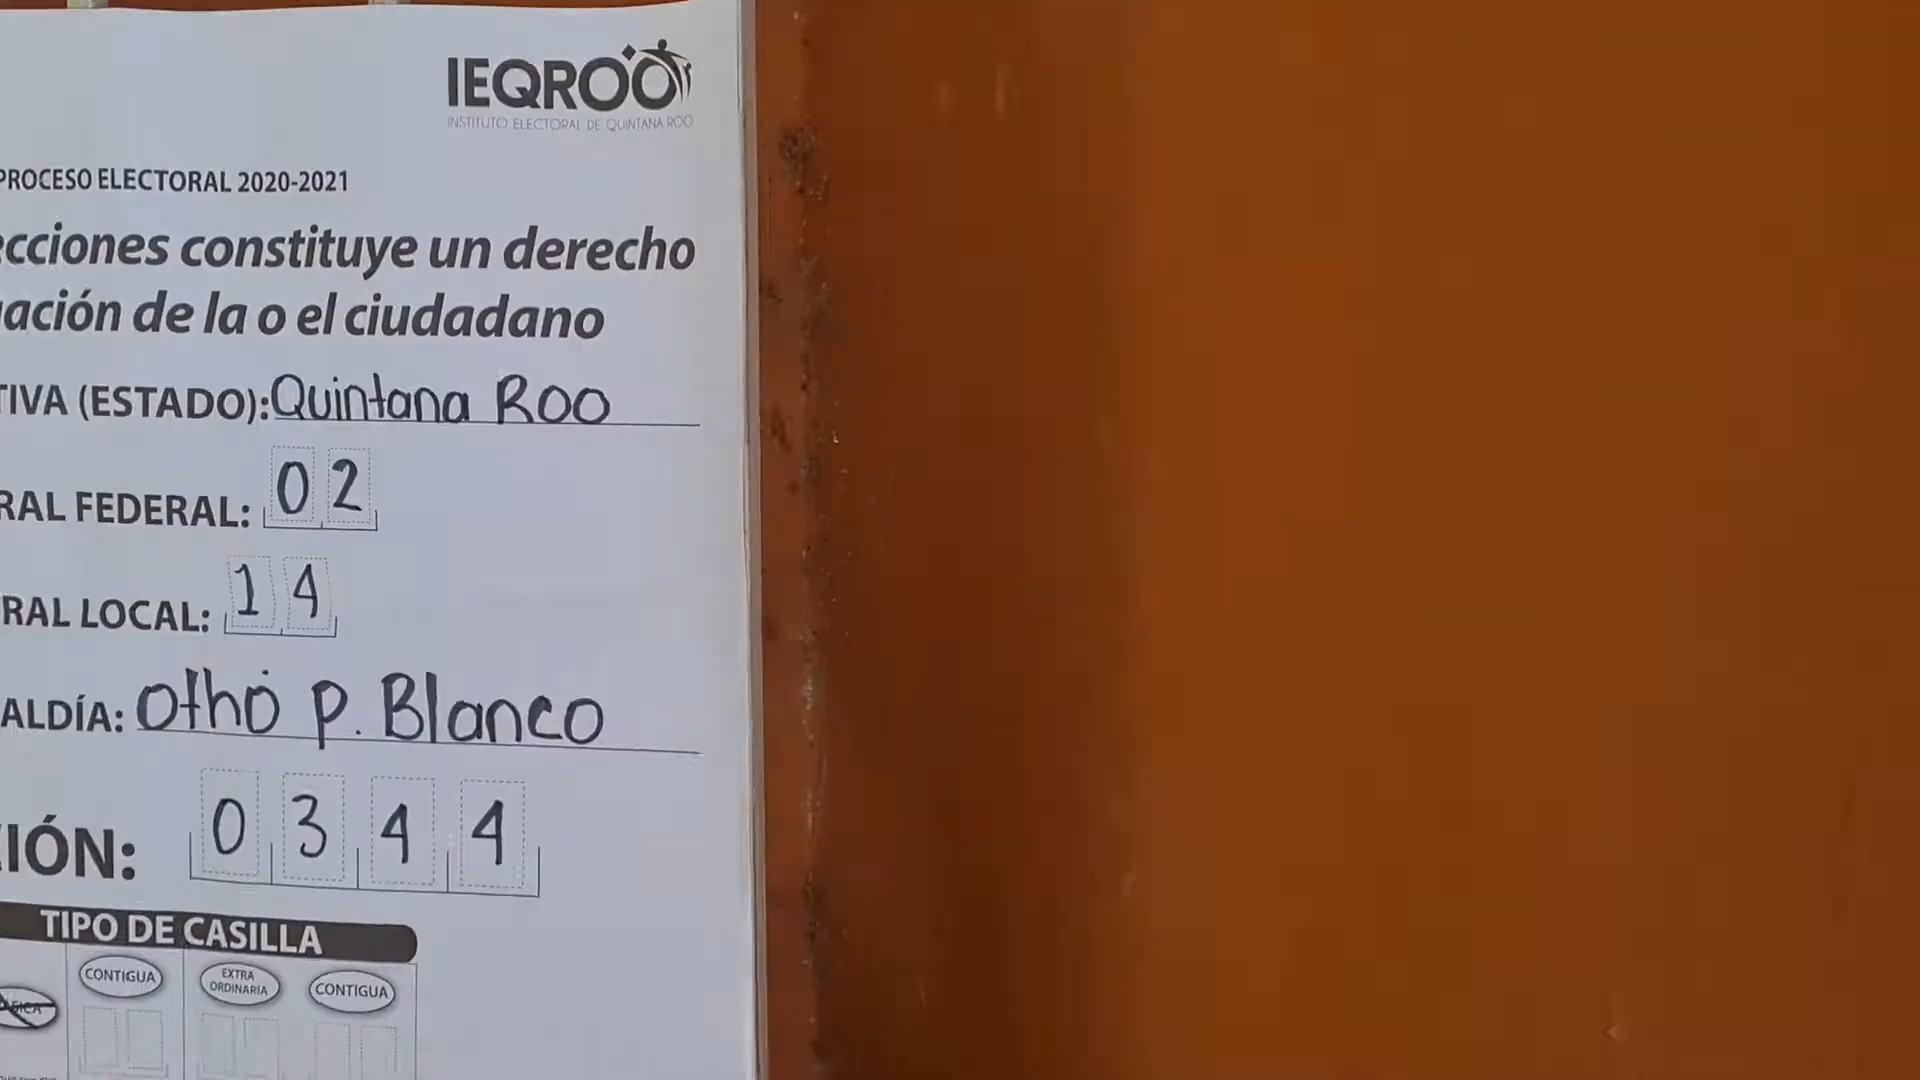 IEQROO
INSTITUTO ELECTORAL DE QUINTANA ROO
PROCESO ELECTORAL 2020-2021
cciones constituye un derecho
ación de la o el ciudadano
TIVA (ESTADO): Quintana Roo
RAL FEDERAL: 02
RAL LOCAL: 14
ALDÍA: Othó P. Blanco
IÓN: 0344
TIPO DE CASILLA
CONTIGUA EXTRA ORDINARIA CONTIGUA